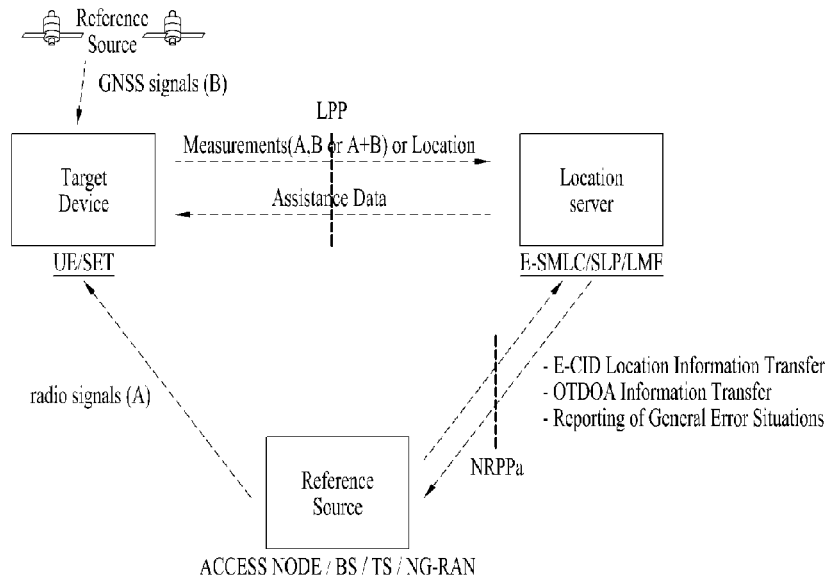 Reference
Source
GNSS signals (B)
LPP
Measurements(A,B or A+B) or Location
Target
Device
Location
server
Assistance Data
UE/SET
E-SMLC/SLP/LMF
radio signals (A)
- E-CID Location Information Transfer
- OTDOA Information Transfer
- Reporting of General Error Situations
NRPPa
Reference
Source
ACCESS NODE / BS / TS / NG-RAN